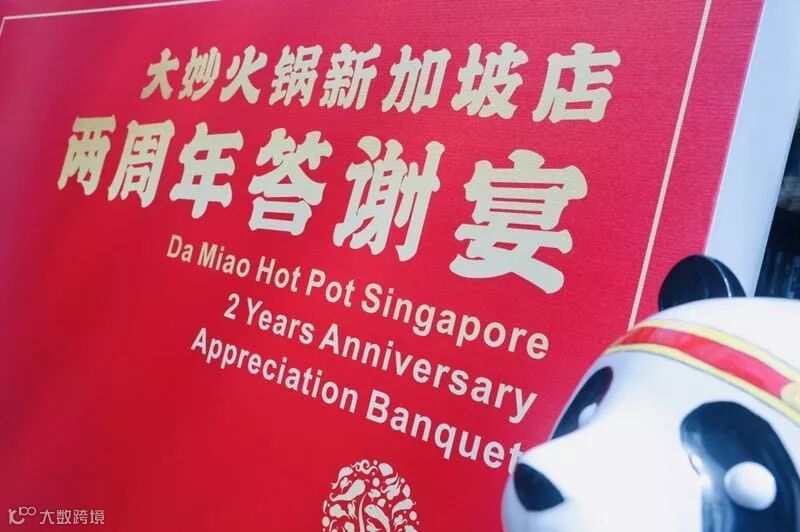 大妙火锅新加坡店
两周年答谢宴
Da Miao Hot Pot Singapore
2 Years Anniversary
Appreciation Banquet
大数跨境